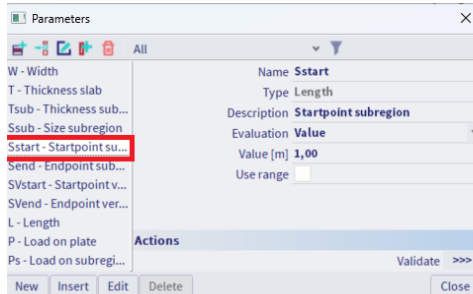 Parameters
All
W - Width
T - Thickness slab
Tsub - Thickness sub...
Ssub - Size subregion
Sstart - Startpoint su...
Send - Endpoint sub...
SVstart - Startpoint v...
SVend - Endpoint ver...
L - Length
P - Load on plate
Ps - Load on subregi...
Name Sstart
Type Length
Description Startpoint subregion
Evaluation Value
Value [m] 1,00
Use range
Actions
Validate >>>
New Insert Edit Delete Close